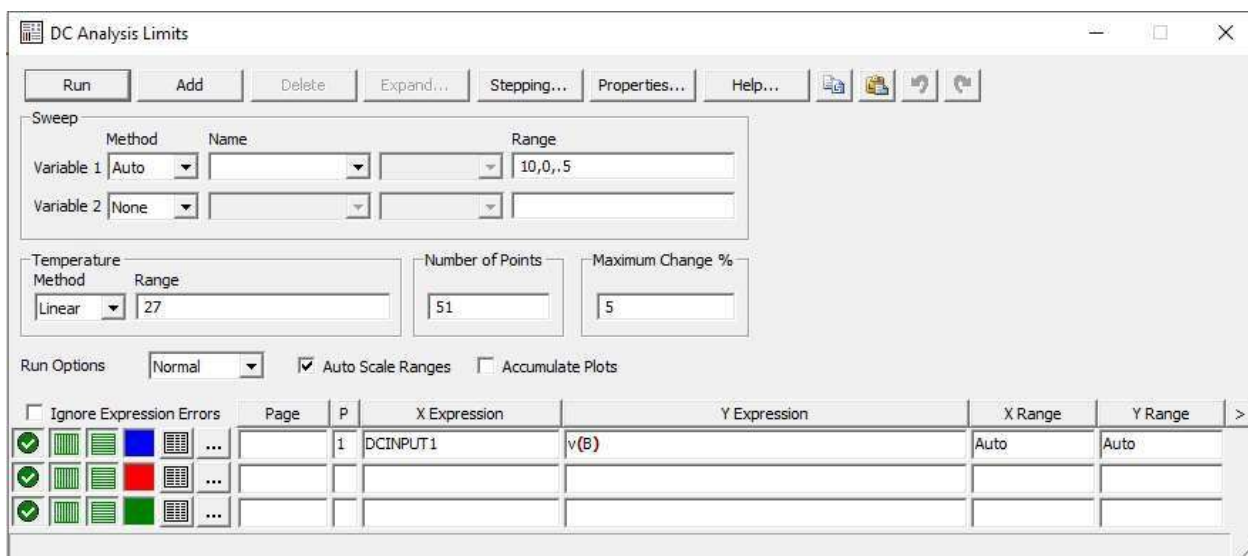 DC Analysis Limits
Run Add Delete Expand... Stepping... Properties... Help...
Sweep
Method Name Range
Variable 1 Auto 10,0,.5
Variable 2 None
Temperature Number of Points Maximum Change %
Method Range
Linear 27 51 5
Run Options Normal Auto Scale Ranges Accumulate Plots
Ignore Expression Errors Page P X Expression Y Expression X Range Y Range >
... 1 DCINPUT1 v(B) Auto Auto
...
...